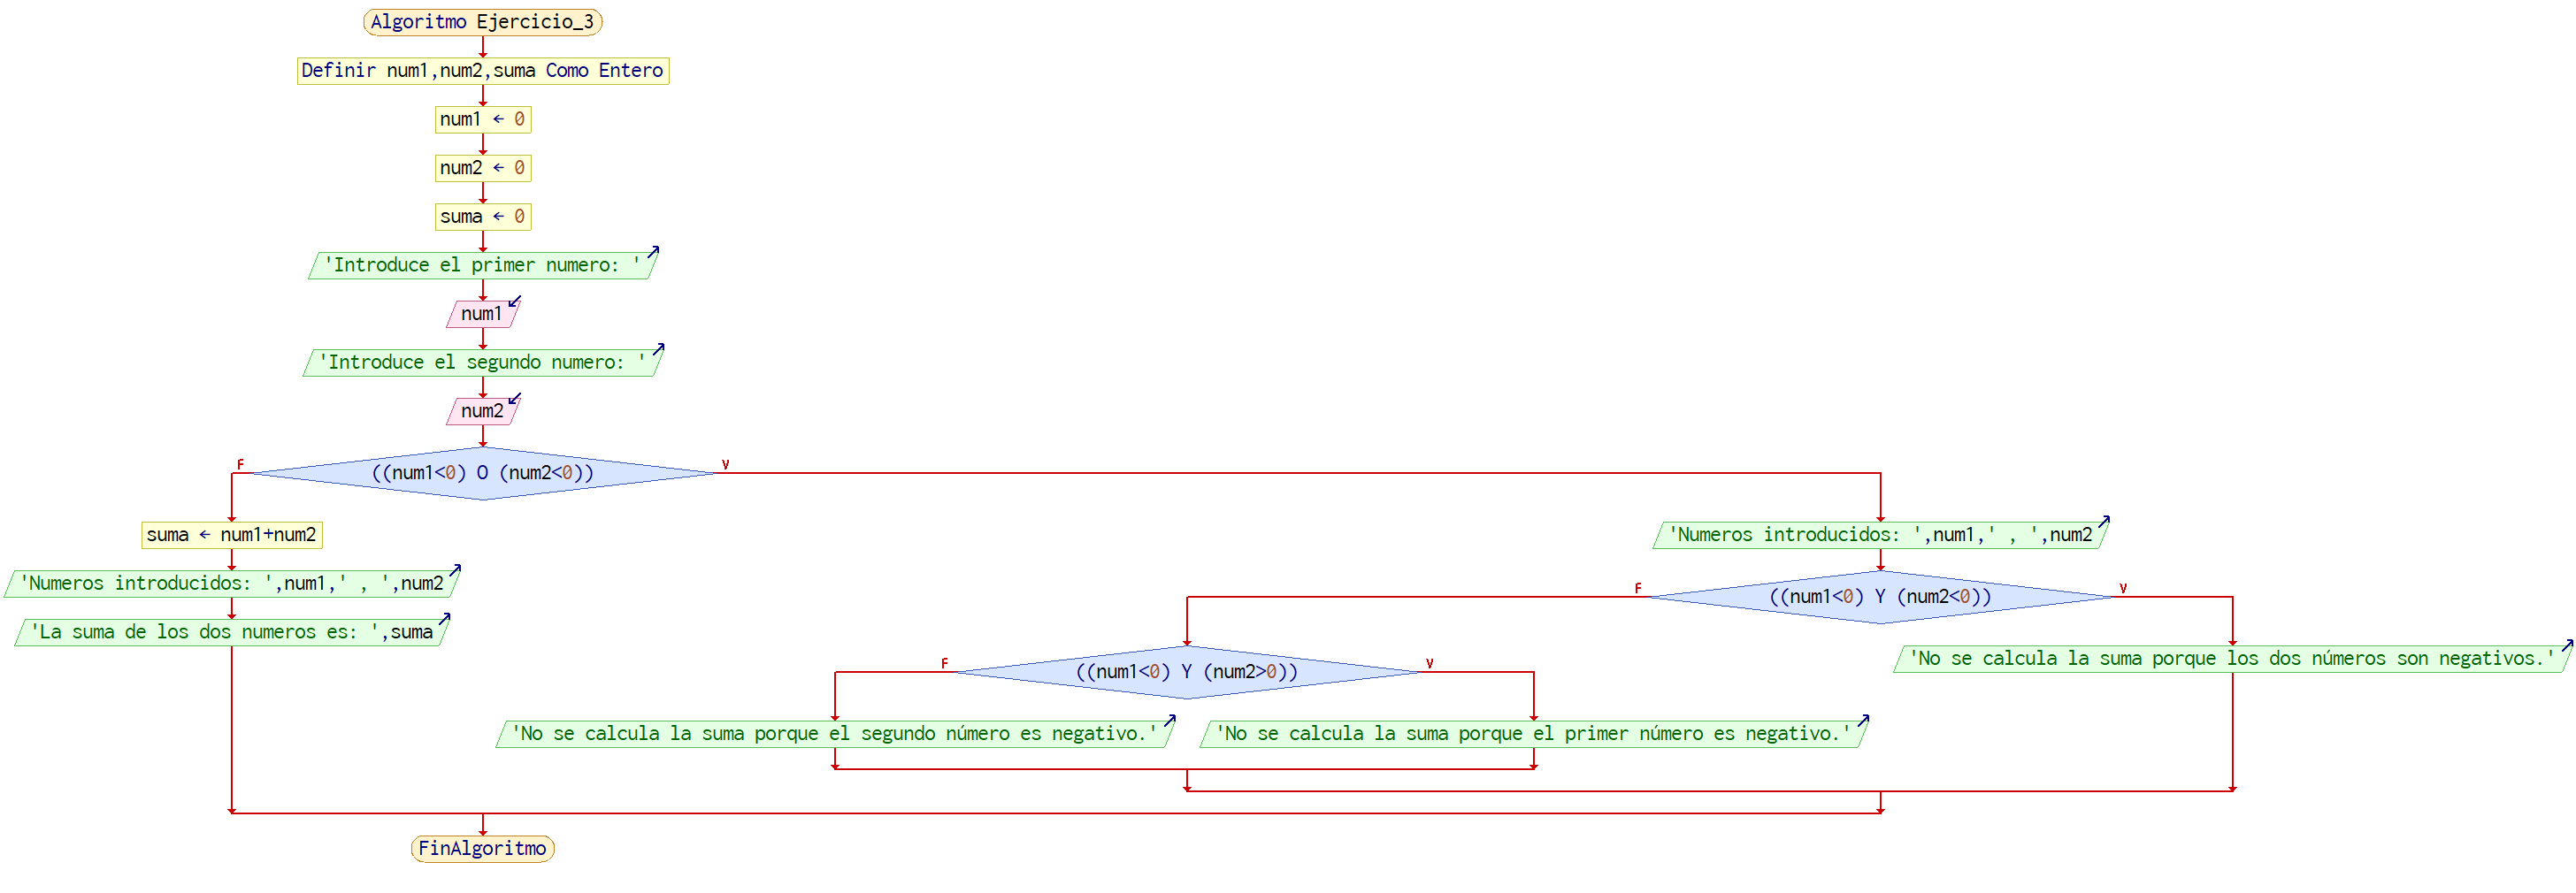 Algoritmo Ejercicio_3
Definir num1,num2,suma Como Entero
num1 ← 0
num2 ← 0
suma ← 0
'Introduce el primer numero: '
num1
'Introduce el segundo numero: '
num2
F
((num1<0) O (num2<0))
V
suma ← num1+num2
'Numeros introducidos: ',num1,' , ',num2
'La suma de los dos numeros es: ',suma
'Numeros introducidos: ',num1,' , ',num2
F
((num1<0) Y (num2<0))
V
F
((num1<0) Y (num2>0))
V
'No se calcula la suma porque los dos números son negativos.'
'No se calcula la suma porque el segundo número es negativo.'
'No se calcula la suma porque el primer número es negativo.'
FinAlgoritmo